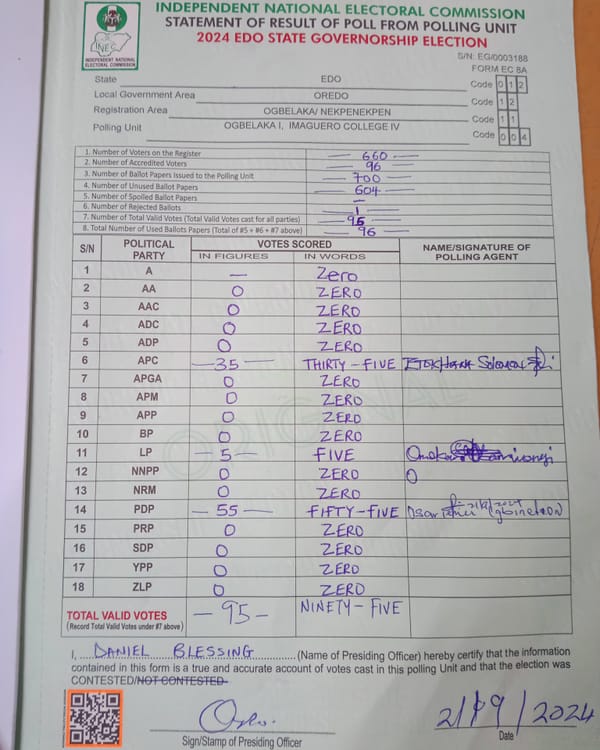 INDEPENDENT NATIONAL ELECTORAL COMMISSION
STATEMENT OF RESULT OF POLL FROM POLLING UNIT
2024 EDO STATE GOVERNORSHIP ELECTION
INEC
INDEPENDENT NATIONAL ELECTORAL COMMISSION
S/N: EG/0003188
FORM EC 8A
State EDO Code 0 1 2
Local Government Area OREDO Code 1 2
Registration Area OGBELAKA/ NEKPENEKPEN Code 1 1
Polling Unit OGBELAKA I, IMAGUERO COLLEGE IV Code 0 0 4
1. Number of Voters on the Register 660
2. Number of Accredited Voters 96
3. Number of Ballot Papers Issued to the Polling Unit 700
4. Number of Unused Ballot Papers 604
5. Number of Spoiled Ballot Papers –
6. Number of Rejected Ballots 1
7. Number of Total Valid Votes (Total Valid Votes cast for all parties) 95
8. Total Number of Used Ballots Papers (Total of #5 + #6 + #7 above) 96
S/N POLITICAL PARTY VOTES SCORED NAME/SIGNATURE OF POLLING AGENT
IN FIGURES IN WORDS
1 A — Zero
2 AA 0 ZERO
3 AAC 0 ZERO
4 ADC 0 ZERO
5 ADP 0 ZERO
6 APC —35— THIRTY-FIVE
7 APGA 0 ZERO
8 APM 0 ZERO
9 APP 0 ZERO
10 BP 0 ZERO
11 LP —5— FIVE
12 NNPP 0 ZERO 0
13 NRM 0 ZERO
14 PDP —55— FIFTY-FIVE
15 PRP 0 ZERO
16 SDP 0 ZERO
17 YPP 0 ZERO
18 ZLP 0 ZERO
TOTAL VALID VOTES —95— NINETY-FIVE
(Record Total Valid Votes under #7 above)
ORIGINAL
I, DANIEL BLESSING (Name of Presiding Officer) hereby certify that the information
contained in this form is a true and accurate account of votes cast in this polling Unit and that the election was
CONTESTED/NOT CONTESTED
21/9/2024
Sign/Stamp of Presiding Officer Date